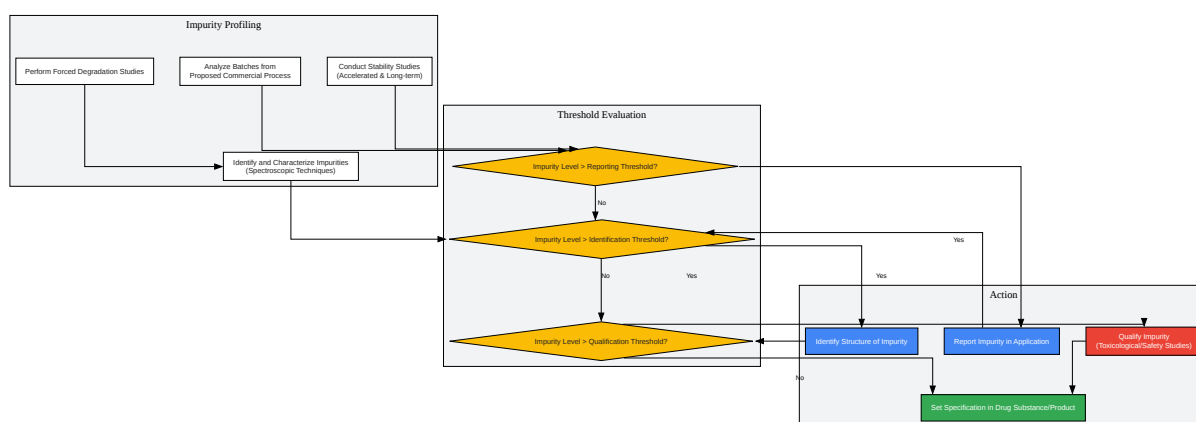 Impurity Profiling
Perform Forced Degradation Studies
Analyze Batches from
Proposed Commercial Process
Conduct Stability Studies
(Accelerated & Long-term)
Identify and Characterize Impurities
(Spectroscopic Techniques)
Threshold Evaluation
Impurity Level > Reporting Threshold?
No
Impurity Level > Identification Threshold?
Yes
No
Yes
Yes
Impurity Level > Qualification Threshold?
Action
Identify Structure of Impurity
Report Impurity in Application
Qualify Impurity
(Toxicological/Safety Studies)
No
Set Specification in Drug Substance/Product